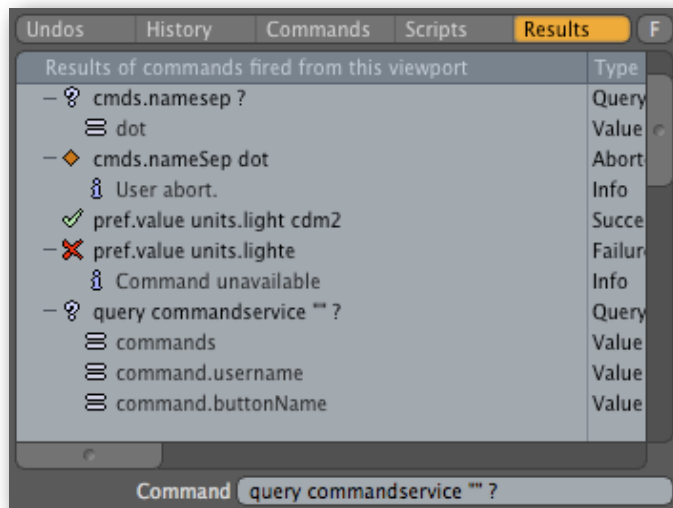 Undos History Commands Scripts Results F
Results of commands fired from this viewport Type
cmds.namesep ? Query
dot Value
cmds.nameSep dot Abort
User abort. Info
pref.value units.light cdm2 Succe
pref.value units.lighte Failur
Command unavailable Info
query commandservice "" ? Query
commands Value
command.username Value
command.buttonName Value
Command query commandservice "" ?